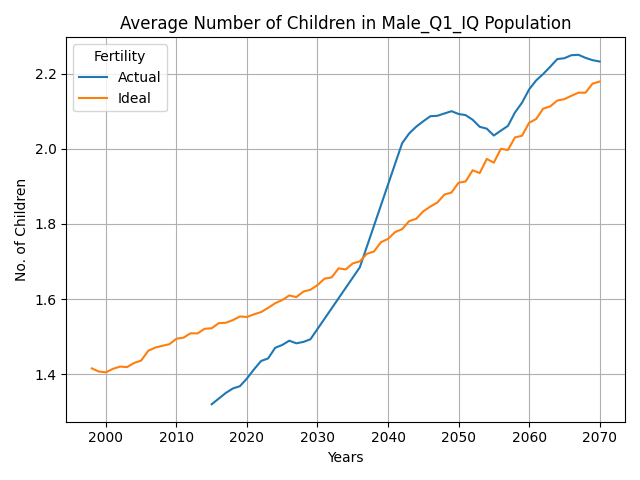 Average Number of Children in Male_Q1_IQ Population
Fertility
Actual
Ideal
No. of Children
2.2
2.0
1.8
1.6
1.4
2000 2010 2020 2030 2040 2050 2060 2070
Years